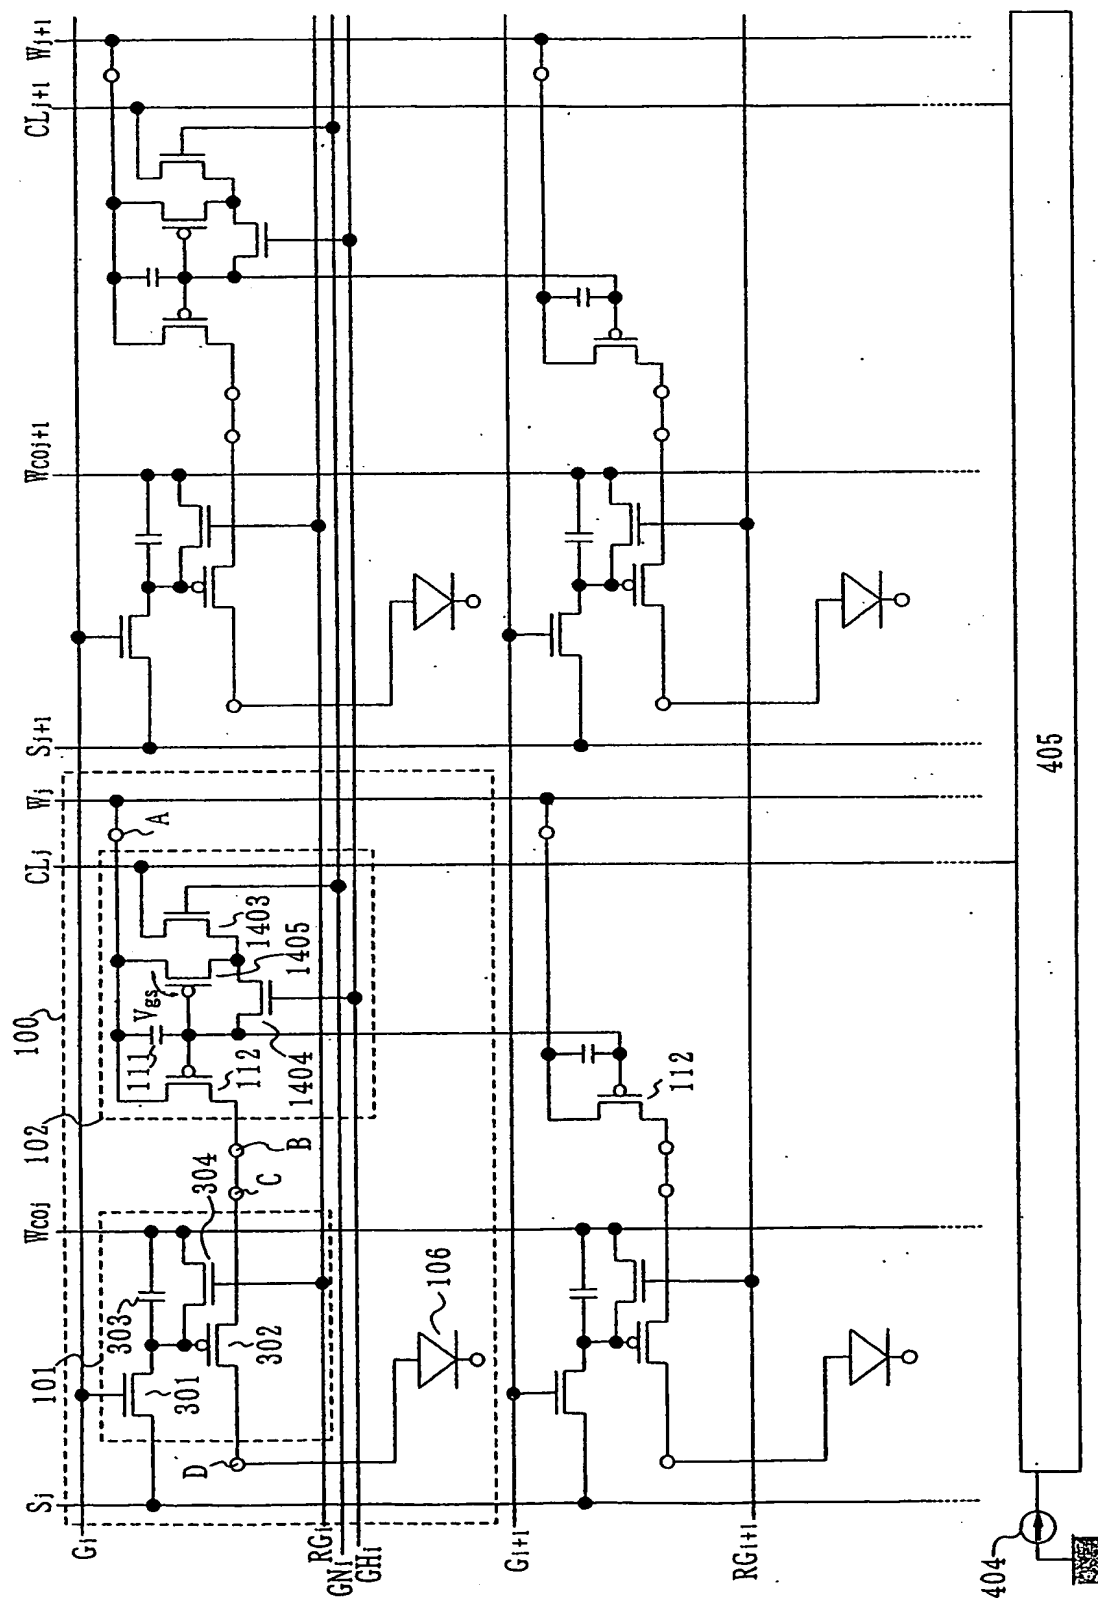 Sj
Wcoj
CLj
Wj
Sj+1
Wcoj+1
CLj+1
Wj+1
100
101
102
Gi
301
303
304
302
D
C
B
A
111
Vgs
112
1404
1405
1403
106
RGi
GNi
GHi
Gi+1
112
RGi+1
404
405